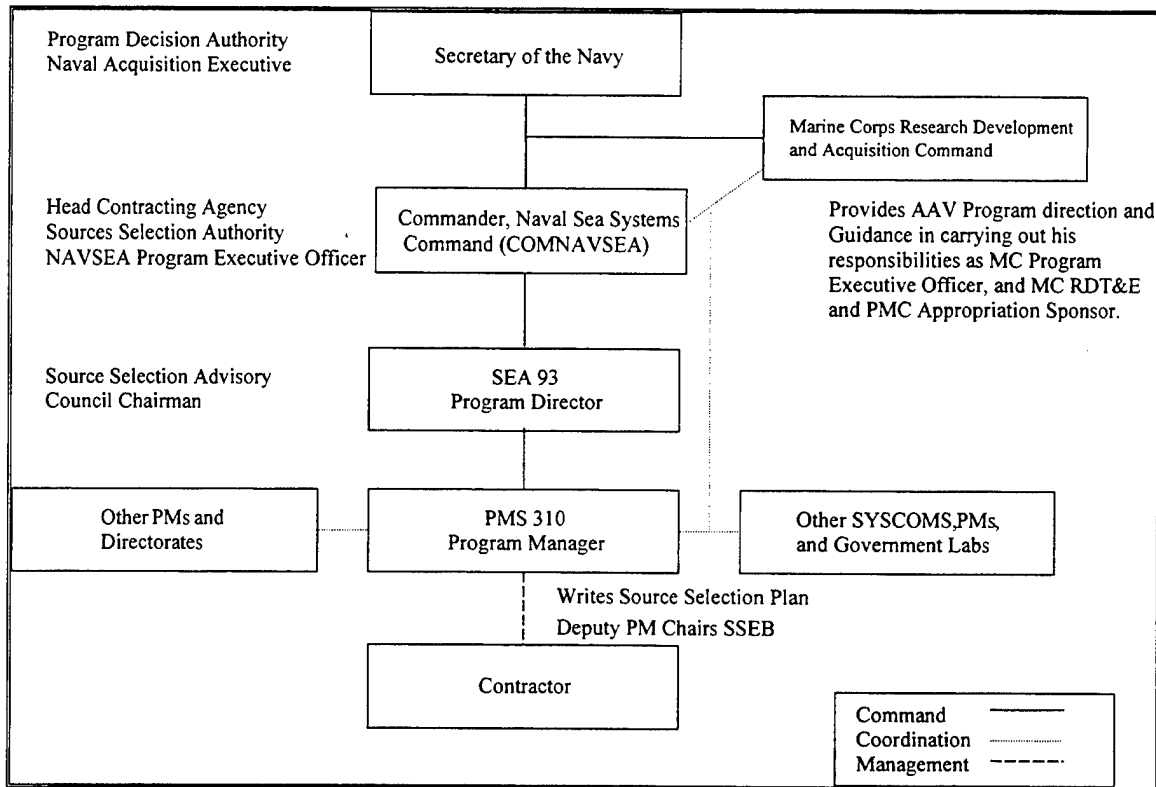 Program Decision Authority
Naval Acquisition Executive
Secretary of the Navy
Marine Corps Research Development
and Acquisition Command
Head Contracting Agency
Sources Selection Authority
NAVSEA Program Executive Officer
Commander, Naval Sea Systems
Command (COMNAVSEA)
Provides AAV Program direction and
Guidance in carrying out his
responsibilities as MC Program
Executive Officer, and MC RDT&E
and PMC Appropriation Sponsor.
Source Selection Advisory
Council Chairman
SEA 93
Program Director
Other PMs and
Directorates
PMS 310
Program Manager
Other SYSCOMS,PMs,
and Government Labs
Writes Source Selection Plan
Deputy PM Chairs SSEB
Contractor
Command
Coordination
Management